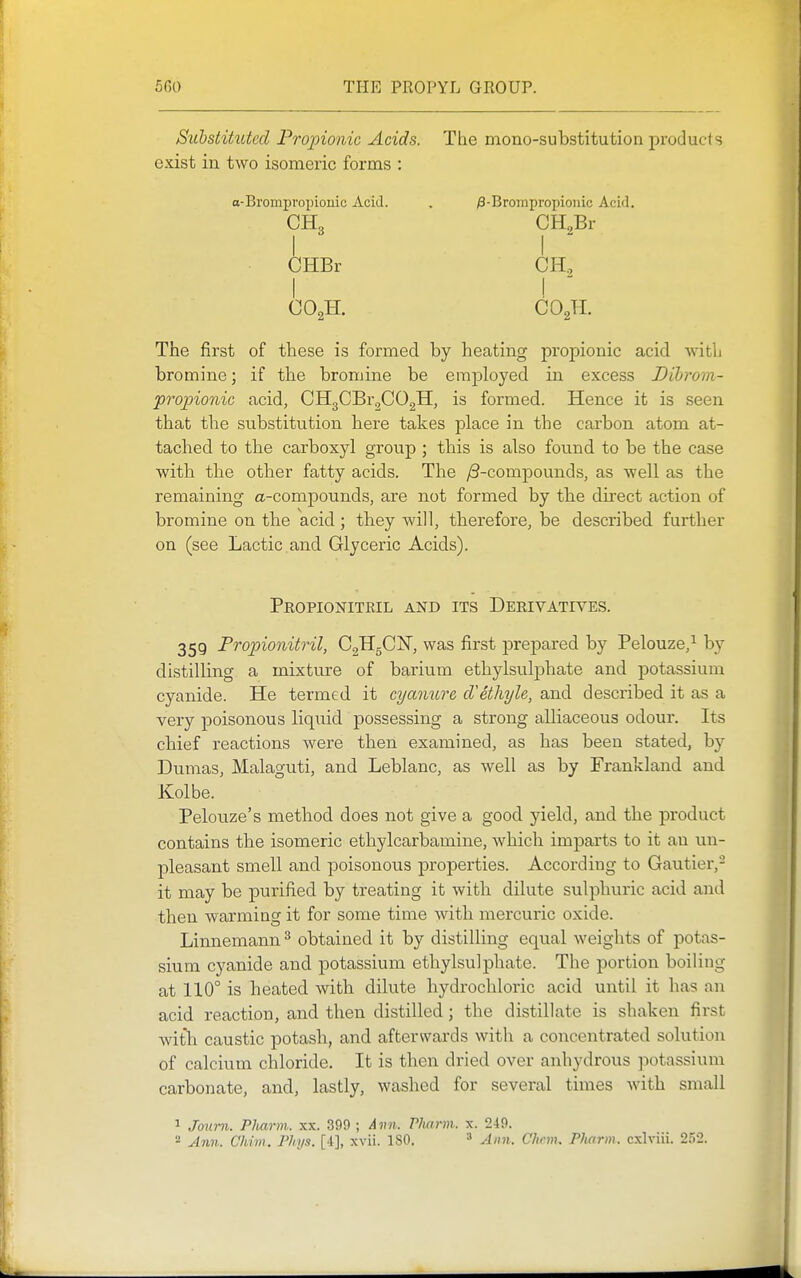 560 THE PROPYL GROUP.
Substituted Propionic Acids. The mono-substitution products
exist in two isomeric forms :
α-Brompropionic Acid. . β-Brompropionic Acid.
CH₃ CH₂Br
| |
CHBr CH₂
| |
CO₂H. CO₂H.
The first of these is formed by heating propionic acid with
bromine; if the bromine be employed in excess Dibrom-
propionic acid, CH₃CBr₂CO₂H, is formed. Hence it is seen
that the substitution here takes place in the carbon atom at-
tached to the carboxyl group ; this is also found to be the case
with the other fatty acids. The β-compounds, as well as the
remaining α-compounds, are not formed by the direct action of
bromine on the acid ; they will, therefore, be described further
on (see Lactic and Glyceric Acids).
PROPIONITRIL AND ITS DERIVATIVES.
359 Propionitril, C₂H₅CN, was first prepared by Pelouze,¹ by
distilling a mixture of barium ethylsulphate and potassium
cyanide. He termed it cyanure d'éthyle, and described it as a
very poisonous liquid possessing a strong alliaceous odour. Its
chief reactions were then examined, as has been stated, by
Dumas, Malaguti, and Leblanc, as well as by Frankland and
Kolbe.
Pelouze's method does not give a good yield, and the product
contains the isomeric ethylcarbamine, which imparts to it an un-
pleasant smell and poisonous properties. According to Gautier,²
it may be purified by treating it with dilute sulphuric acid and
then warming it for some time with mercuric oxide.
Linnemann³ obtained it by distilling equal weights of potas-
sium cyanide and potassium ethylsulphate. The portion boiling
at 110° is heated with dilute hydrochloric acid until it has an
acid reaction, and then distilled ; the distillate is shaken first
with caustic potash, and afterwards with a concentrated solution
of calcium chloride. It is then dried over anhydrous potassium
carbonate, and, lastly, washed for several times with small
¹ Journ. Pharm. xx. 399 ; Ann. Pharm. x. 249.
² Ann. Chim. Phys. [4], xvii. 180. ³ Ann. Chem. Pharm. cxlviii. 252.